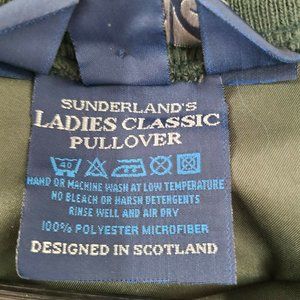 SUNDERLAND'S
LADIES CLASSIC
PULLOVER
40
HAND OR MACHINE WASH AT LOW TEMPERATURE
NO BLEACH OR HARSH DETERGENTS
RINSE WELL AND AIR DRY
100% POLYESTER MICROFIBER
DESIGNED IN SCOTLAND